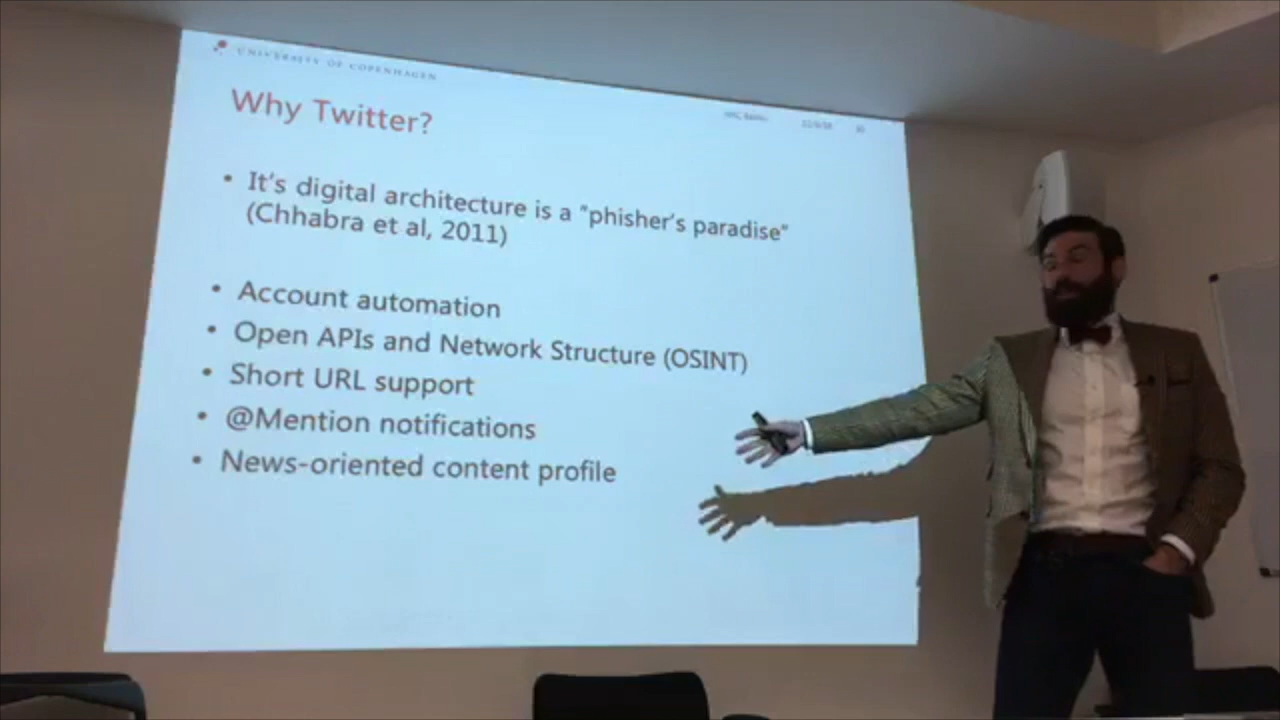 UNIVERSITY OF COPENHAGEN
Why Twitter?
• It's digital architecture is a "phisher's paradise"
(Chhabra et al, 2011)
• Account automation
• Open APIs and Network Structure (OSINT)
• Short URL support
• @Mention notifications
• News-oriented content profile